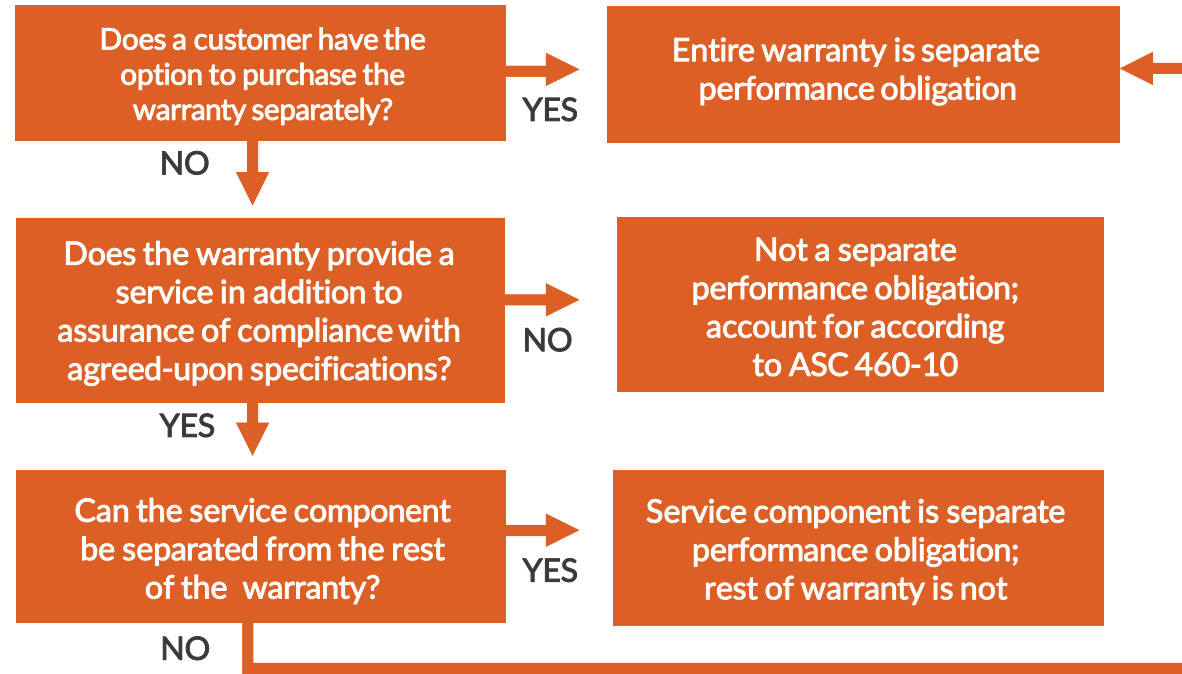 Does a customer have the
option to purchase the
warranty separately?
YES
Entire warranty is separate
performance obligation
NO
Does the warranty provide a
service in addition to
assurance of compliance with
agreed-upon specifications?
NO
Not a separate
performance obligation;
account for according
to ASC 460-10
YES
Can the service component
be separated from the rest
of the warranty?
YES
Service component is separate
performance obligation;
rest of warranty is not
NO